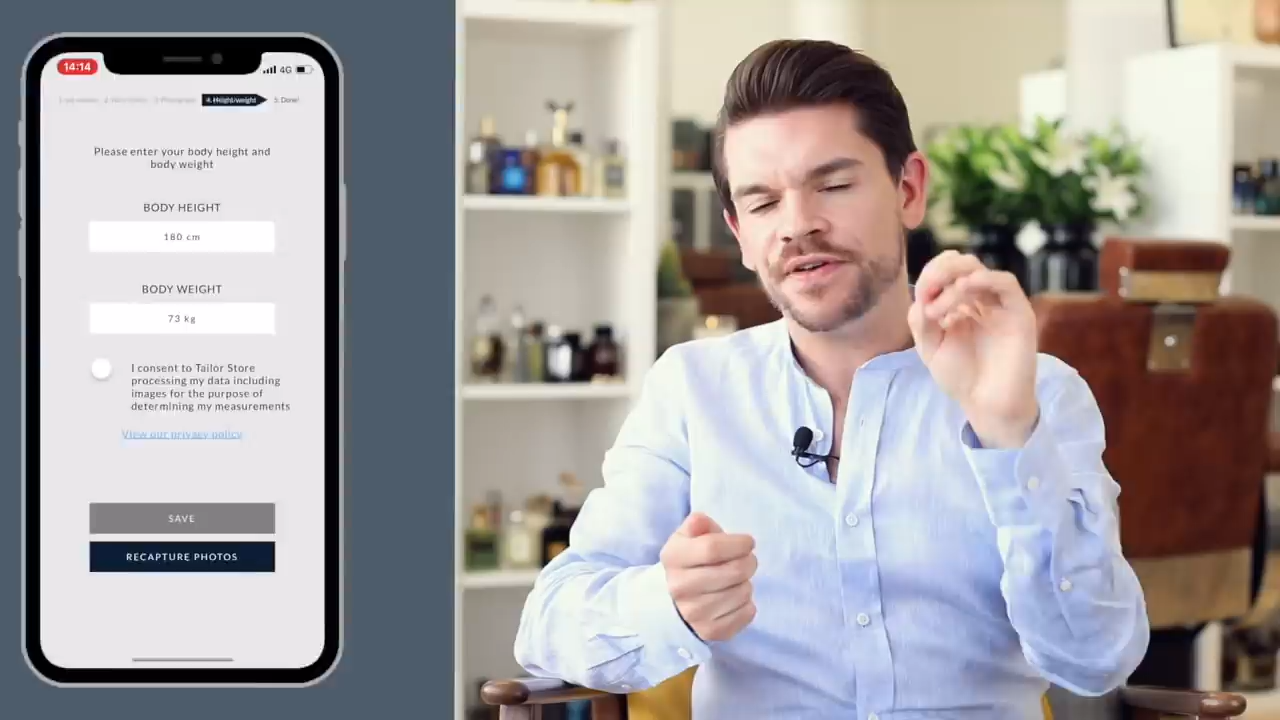 14:14
4G
4. Height/weight
5. Done!
Please enter your body height and
body weight
BODY HEIGHT
180 cm
BODY WEIGHT
73 kg
I consent to Tailor Store
processing my data including
images for the purpose of
determining my measurements
View our privacy policy
SAVE
RECAPTURE PHOTOS